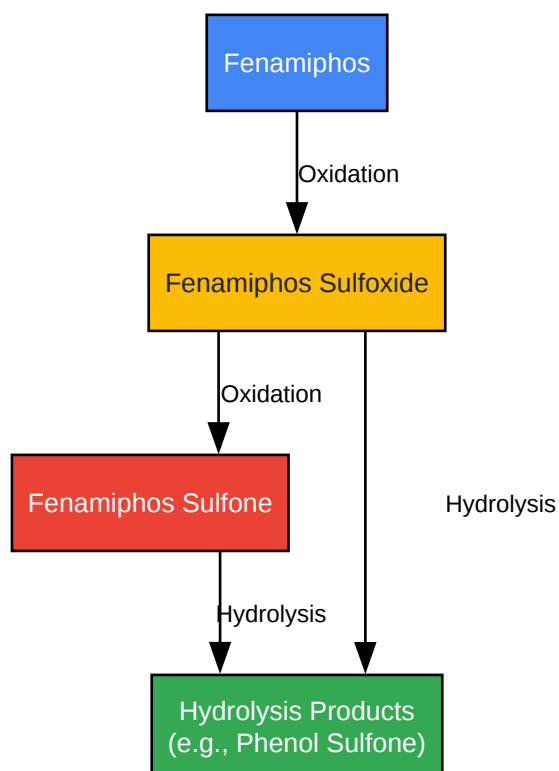 Fenamiphos
Oxidation
Fenamiphos Sulfoxide
Oxidation
Fenamiphos Sulfone
Hydrolysis
Hydrolysis
Hydrolysis Products
(e.g., Phenol Sulfone)